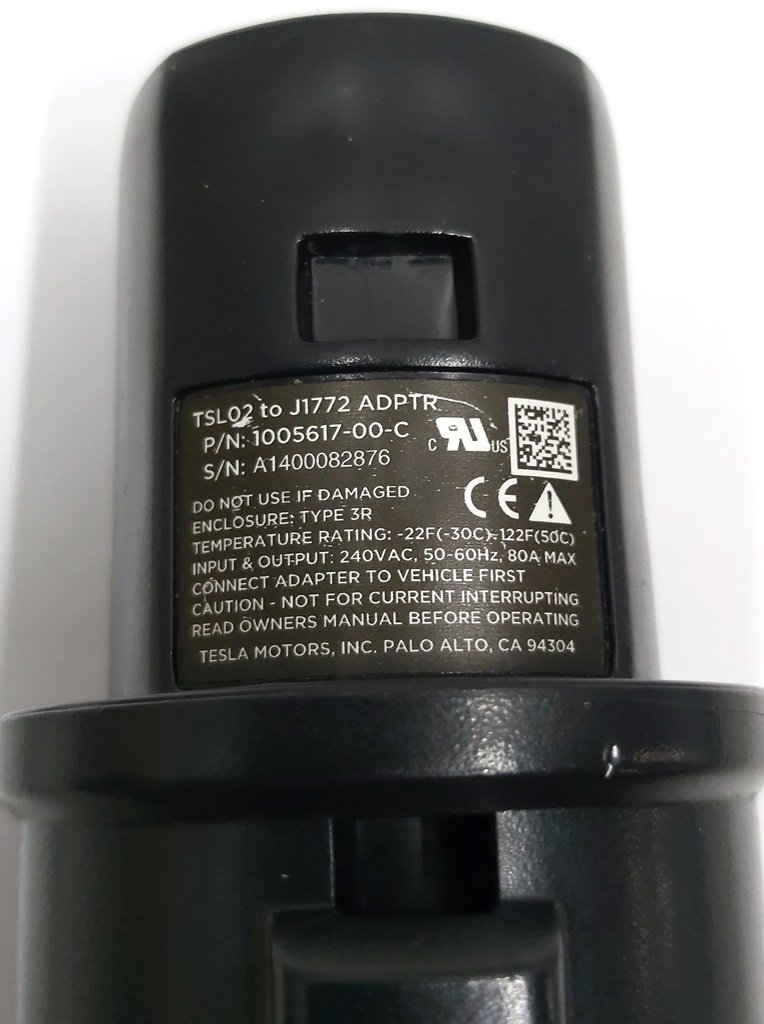 TSL02 to J1772 ADPTR
P/N: 1005617-00-C
S/N: A1400082876
c RU US
CE
DO NOT USE IF DAMAGED
ENCLOSURE: TYPE 3R
TEMPERATURE RATING: -22F(-30C)-122F(50C)
INPUT & OUTPUT: 240VAC, 50-60Hz, 80A MAX
CONNECT ADAPTER TO VEHICLE FIRST
CAUTION - NOT FOR CURRENT INTERRUPTING
READ OWNERS MANUAL BEFORE OPERATING
TESLA MOTORS, INC. PALO ALTO, CA 94304